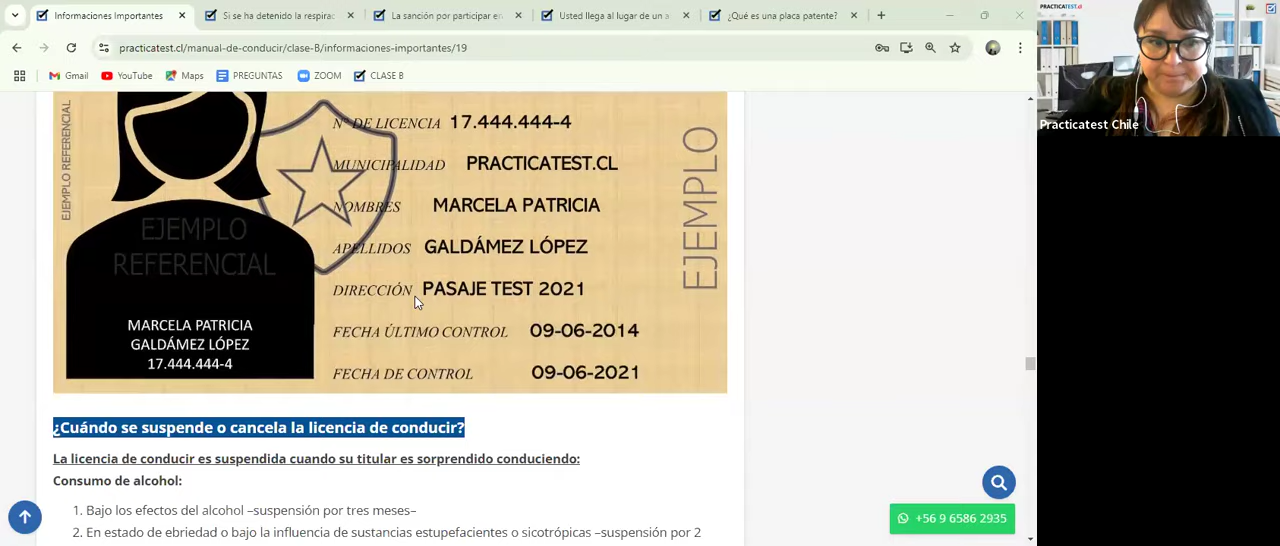 Informaciones Importantes
Si se ha detenido la respirac
La sanción por participar en
Usted llega al lugar de un a
¿Qué es una placa patente?
practicatest.cl/manual-de-conducir/clase-B/informaciones-importantes/19
Gmail YouTube Maps PREGUNTAS ZOOM CLASE B
PRACTICATEST.cl
Practicatest Chile
EJEMPLO REFERENCIAL
N° DE LICENCIA 17.444.444-4
MUNICIPALIDAD PRACTICATEST.CL
NOMBRES MARCELA PATRICIA
APELLIDOS GALDÁMEZ LÓPEZ
DIRECCIÓN PASAJE TEST 2021
FECHA ÚLTIMO CONTROL 09-06-2014
FECHA DE CONTROL 09-06-2021
EJEMPLO
EJEMPLO
REFERENCIAL
MARCELA PATRICIA
GALDÁMEZ LÓPEZ
17.444.444-4
¿Cuándo se suspende o cancela la licencia de conducir?
La licencia de conducir es suspendida cuando su titular es sorprendido conduciendo:
Consumo de alcohol:
1. Bajo los efectos del alcohol –suspensión por tres meses–
2. En estado de ebriedad o bajo la influencia de sustancias estupefacientes o sicotrópicas –suspensión por 2
+56 9 6586 2935